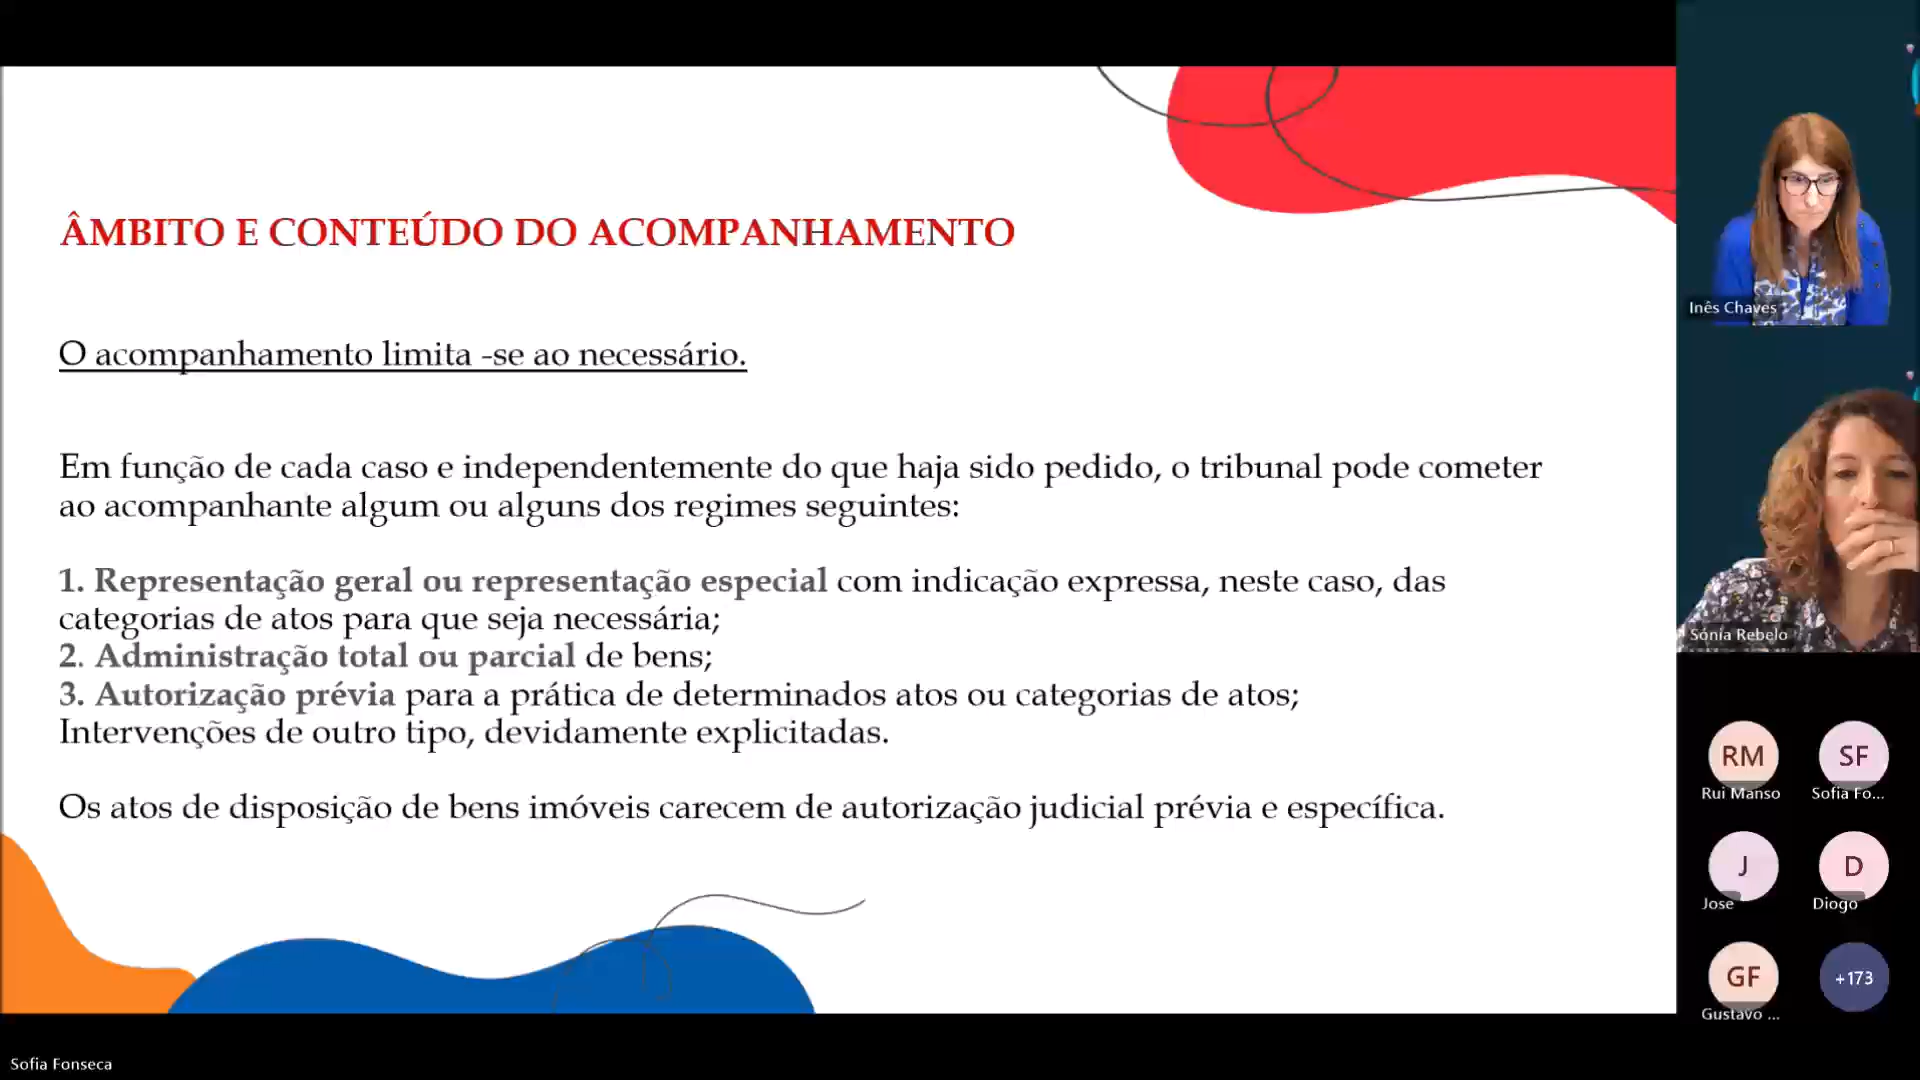 ÂMBITO E CONTEÚDO DO ACOMPANHAMENTO
O acompanhamento limita -se ao necessário.
Em função de cada caso e independentemente do que haja sido pedido, o tribunal pode cometer
ao acompanhante algum ou alguns dos regimes seguintes:
1. Representação geral ou representação especial com indicação expressa, neste caso, das
categorias de atos para que seja necessária;
2. Administração total ou parcial de bens;
3. Autorização prévia para a prática de determinados atos ou categorias de atos;
Intervenções de outro tipo, devidamente explicitadas.
Os atos de disposição de bens imóveis carecem de autorização judicial prévia e específica.
Inês Chaves
Sónia Rebelo
RM
Rui Manso
SF
Sofia Fo...
J
Jose
D
Diogo
GF
Gustavo ...
+173
Sofia Fonseca